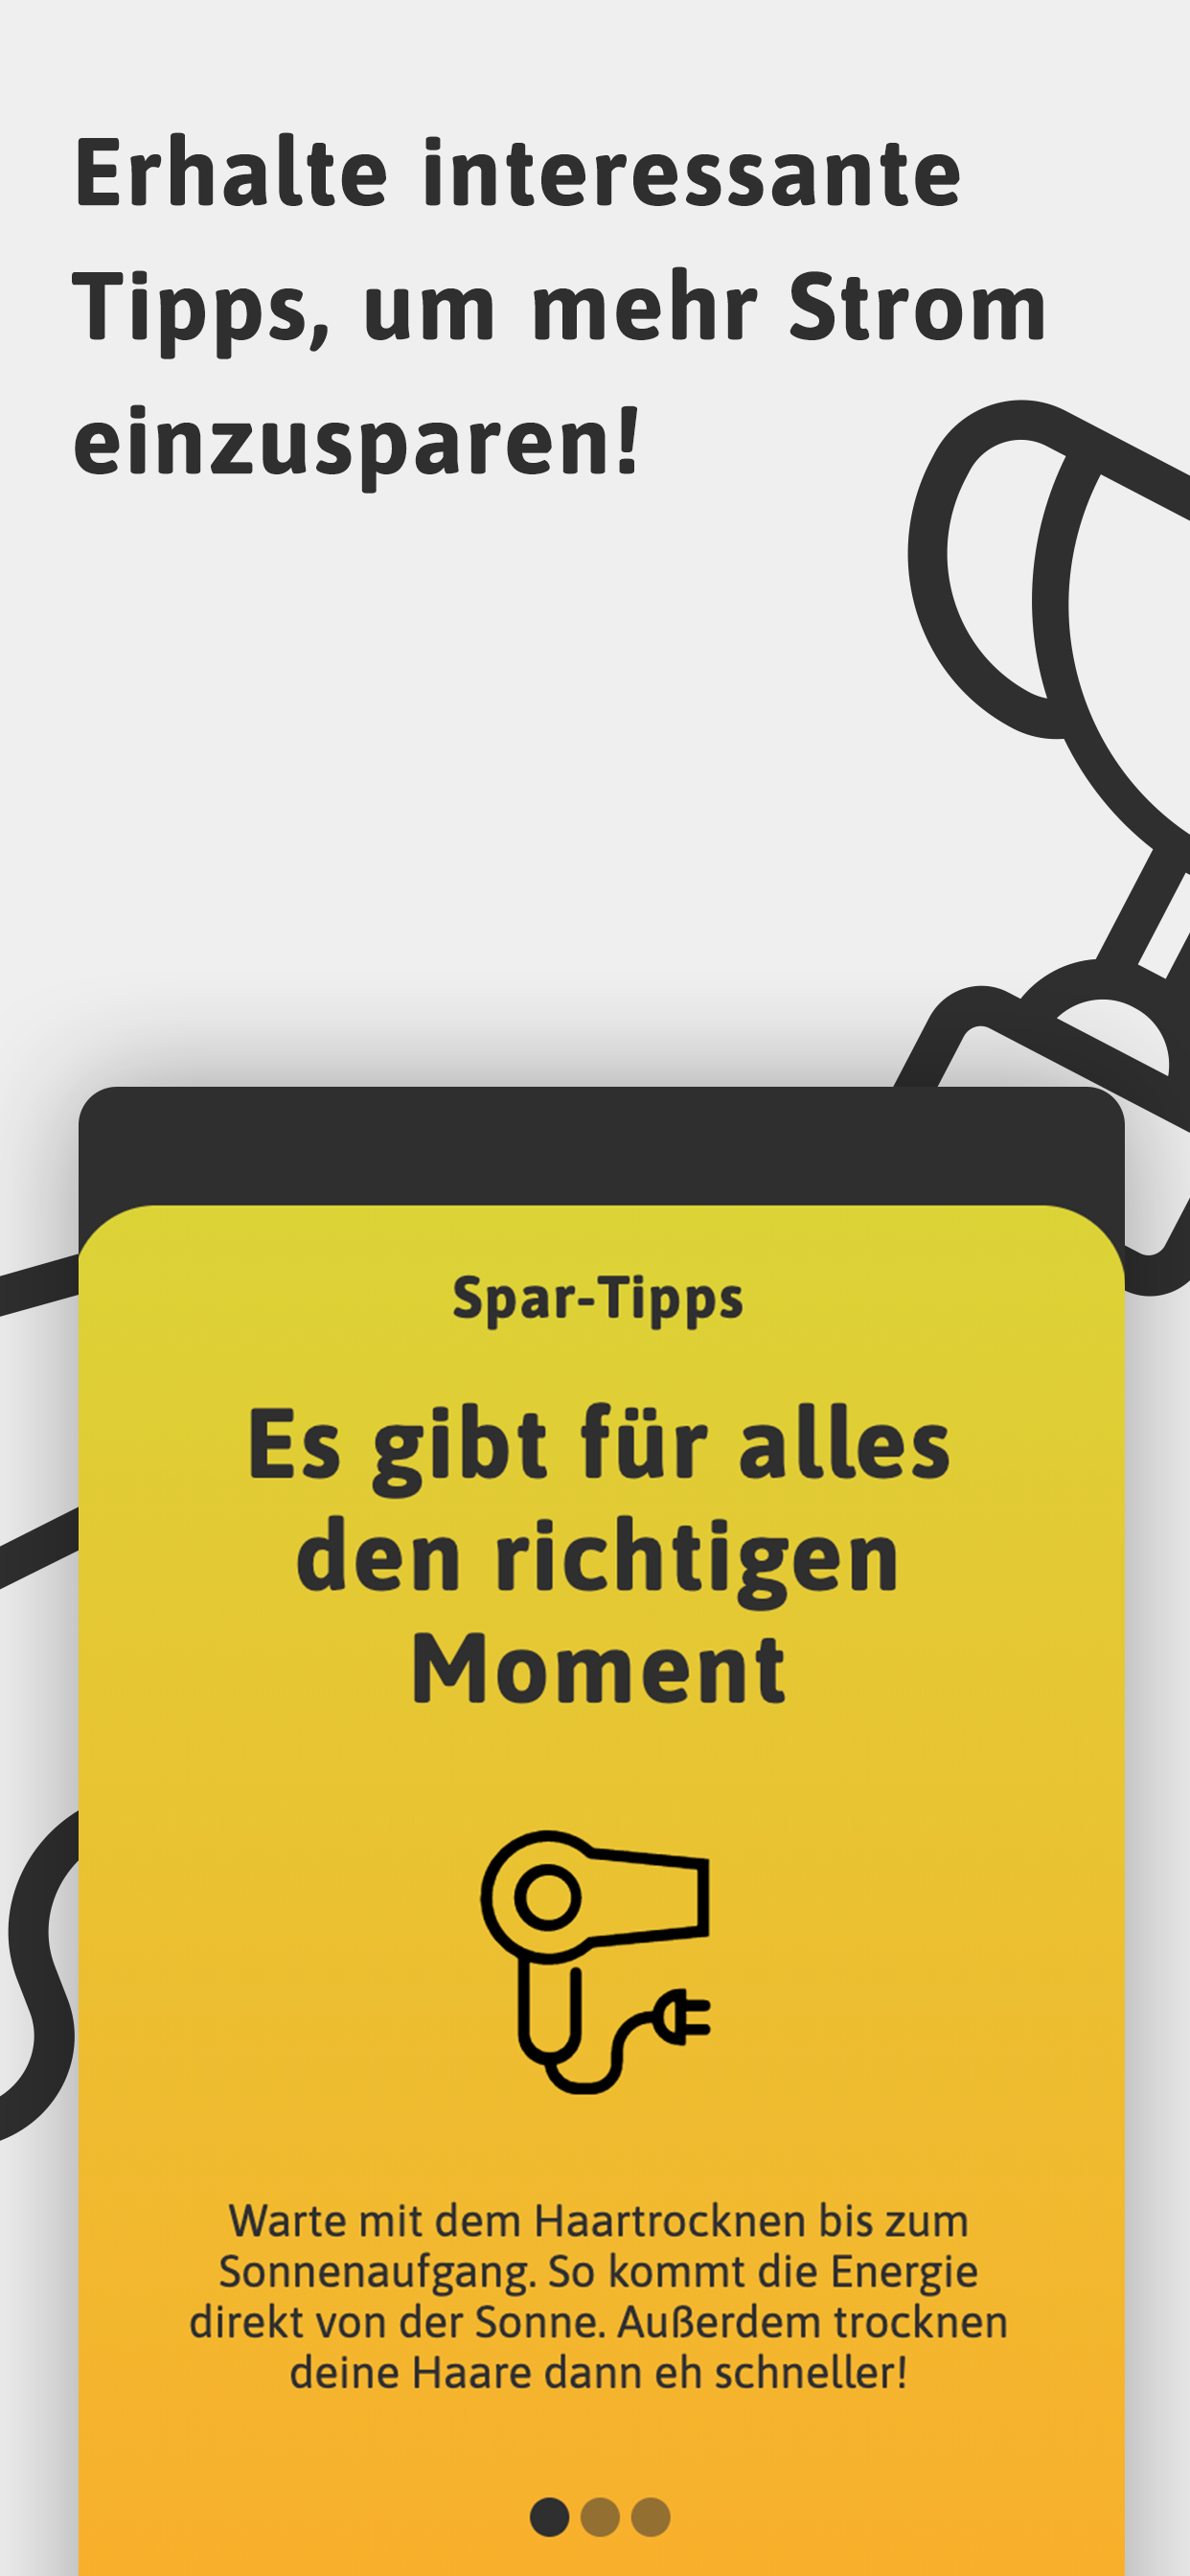 Erhalte interessante
Tipps, um mehr Strom
einzusparen!
Spar-Tipps
Es gibt für alles
den richtigen
Moment
Warte mit dem Haartrocknen bis zum
Sonnenaufgang. So kommt die Energie
direkt von der Sonne. Außerdem trocknen
deine Haare dann eh schneller!